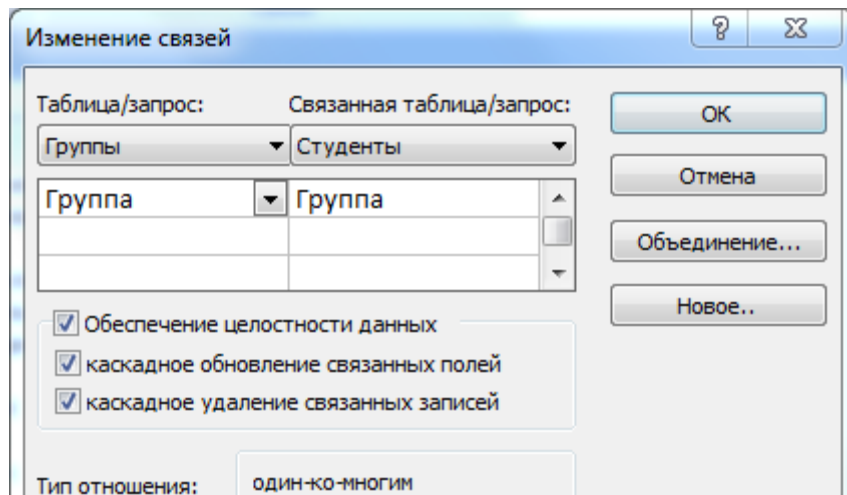 Изменение связей
Таблица/запрос: Связанная таблица/запрос:
Группы Студенты
Группа Группа
Обеспечение целостности данных
каскадное обновление связанных полей
каскадное удаление связанных записей
Тип отношения: один-ко-многим
ОК
Отмена
Объединение...
Новое..